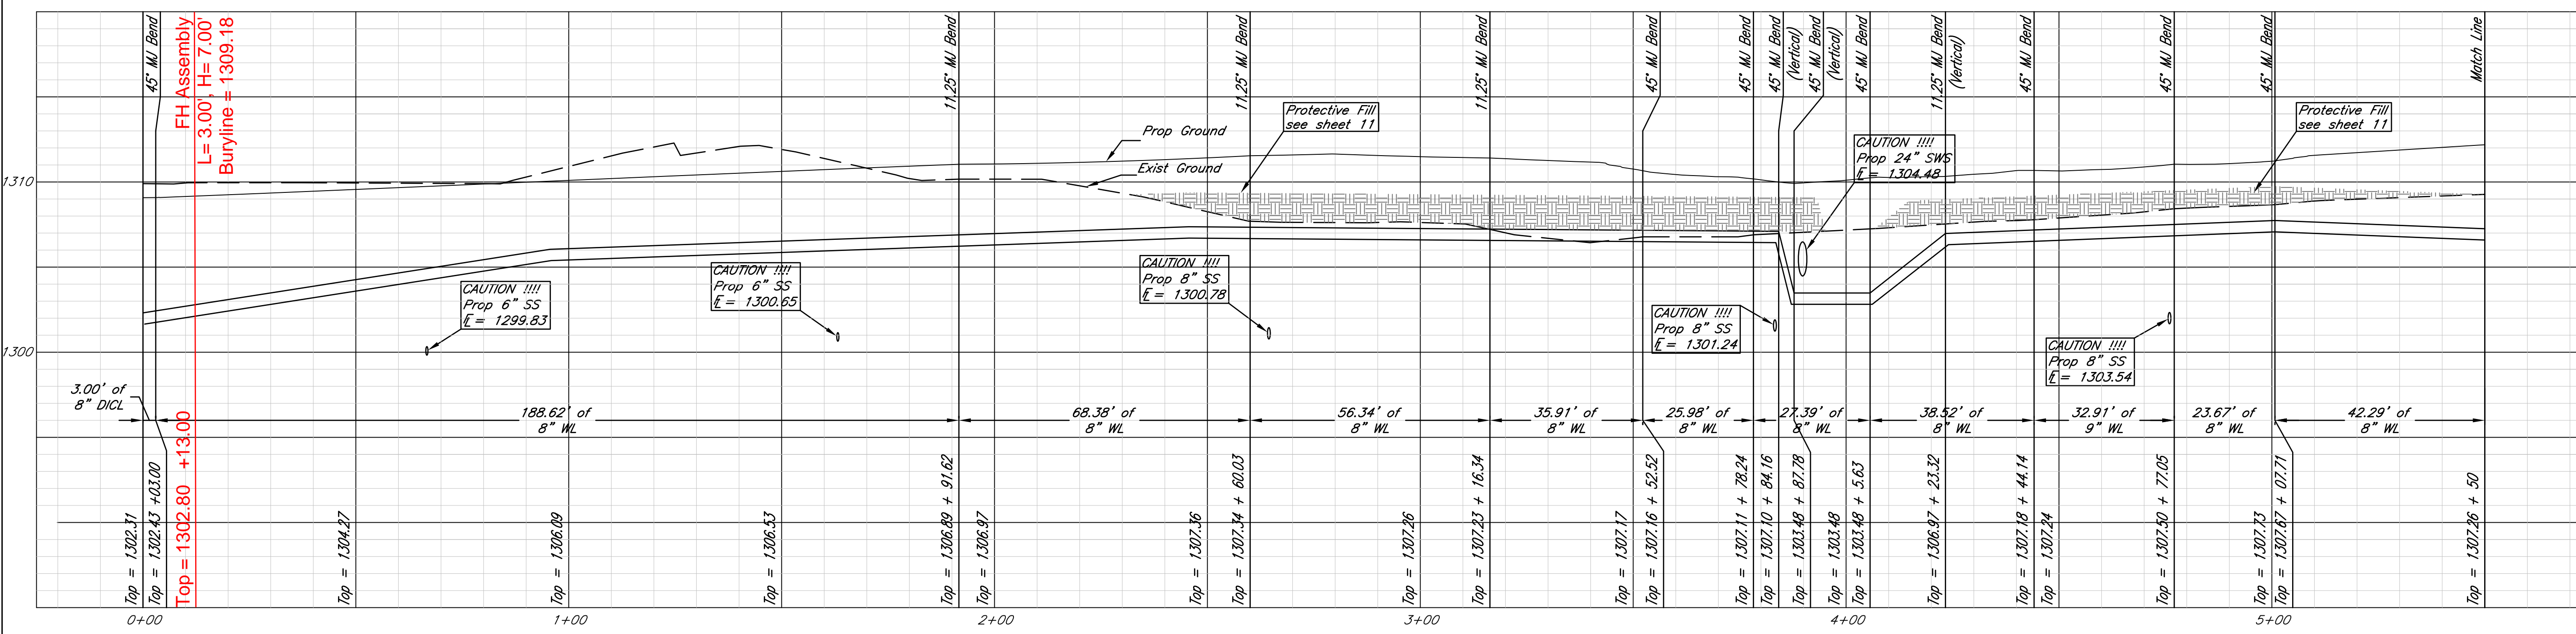 45° MJ Bend
FH Assembly
L= 3.00', H= 7.00'
Buryline = 1309.18
11.25° MJ Bend
11.25° MJ Bend
11.25° MJ Bend
45° MJ Bend
45° MJ Bend
45° MJ Bend
(Vertical)
45° MJ Bend
(Vertical)
45° MJ Bend
11.25° MJ Bend
(Vertical)
45° MJ Bend
45° MJ Bend
45° MJ Bend
Match Line
Prop Ground
Exist Ground
Protective Fill
see sheet 11
CAUTION !!!!
Prop 24" SWS
℄ = 1304.48
Protective Fill
see sheet 11
1310
1300
CAUTION !!!!
Prop 6" SS
℄ = 1299.83
CAUTION !!!!
Prop 6" SS
℄ = 1300.65
CAUTION !!!!
Prop 8" SS
℄ = 1300.78
CAUTION !!!!
Prop 8" SS
℄ = 1301.24
CAUTION !!!!
Prop 8" SS
℄ = 1303.54
3.00' of
8" DICL
188.62' of
8" WL
68.38' of
8" WL
56.34' of
8" WL
35.91' of
8" WL
25.98' of
8" WL
27.39' of
8" WL
38.52' of
8" WL
32.91' of
9" WL
23.67' of
8" WL
42.29' of
8" WL
Top = 1302.31
Top = 1302.43 +03.00
Top = 1302.80 +13.00
Top = 1304.27
Top = 1306.09
Top = 1306.53
Top = 1306.89 + 91.62
Top = 1306.97
Top = 1307.36
Top = 1307.34 + 60.03
Top = 1307.26
Top = 1307.23 + 16.34
Top = 1307.17
Top = 1307.16 + 52.52
Top = 1307.11 + 78.24
Top = 1307.10 + 84.16
Top = 1303.48 + 87.78
Top = 1303.48
Top = 1303.48 + 5.63
Top = 1306.97 + 23.32
Top = 1307.18 + 44.14
Top = 1307.24
Top = 1307.50 + 77.05
Top = 1307.73
Top = 1307.67 + 07.71
Top = 1307.26 + 50
0+00
1+00
2+00
3+00
4+00
5+00